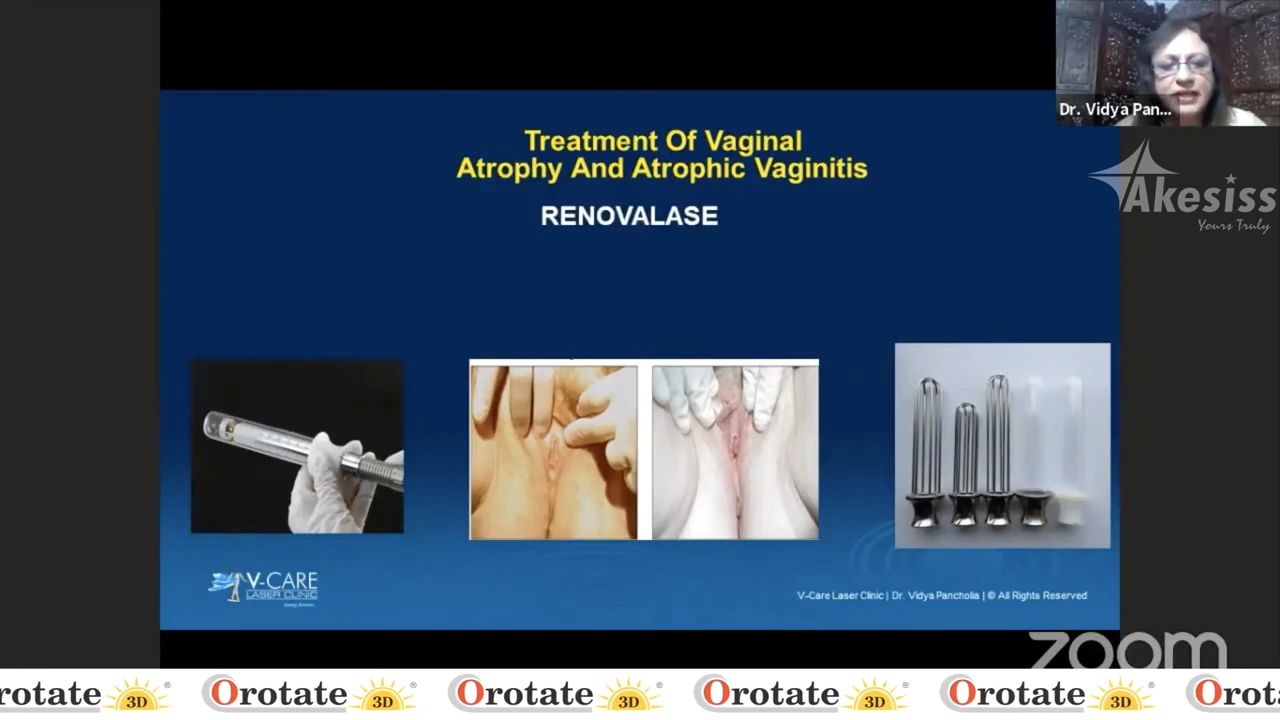 Dr. Vidya Pan...
Akesiss
Yours Truly
Treatment Of Vaginal
Atrophy And Atrophic Vaginitis
RENOVALASE
V-CARE
LASER CLINIC
V-Care Laser Clinic | Dr. Vidya Pancholia | © All Rights Reserved
zoom
rotate 3D ® Orotate 3D ® Orotate 3D ® Orotate 3D ® Orotate 3D ® Orot